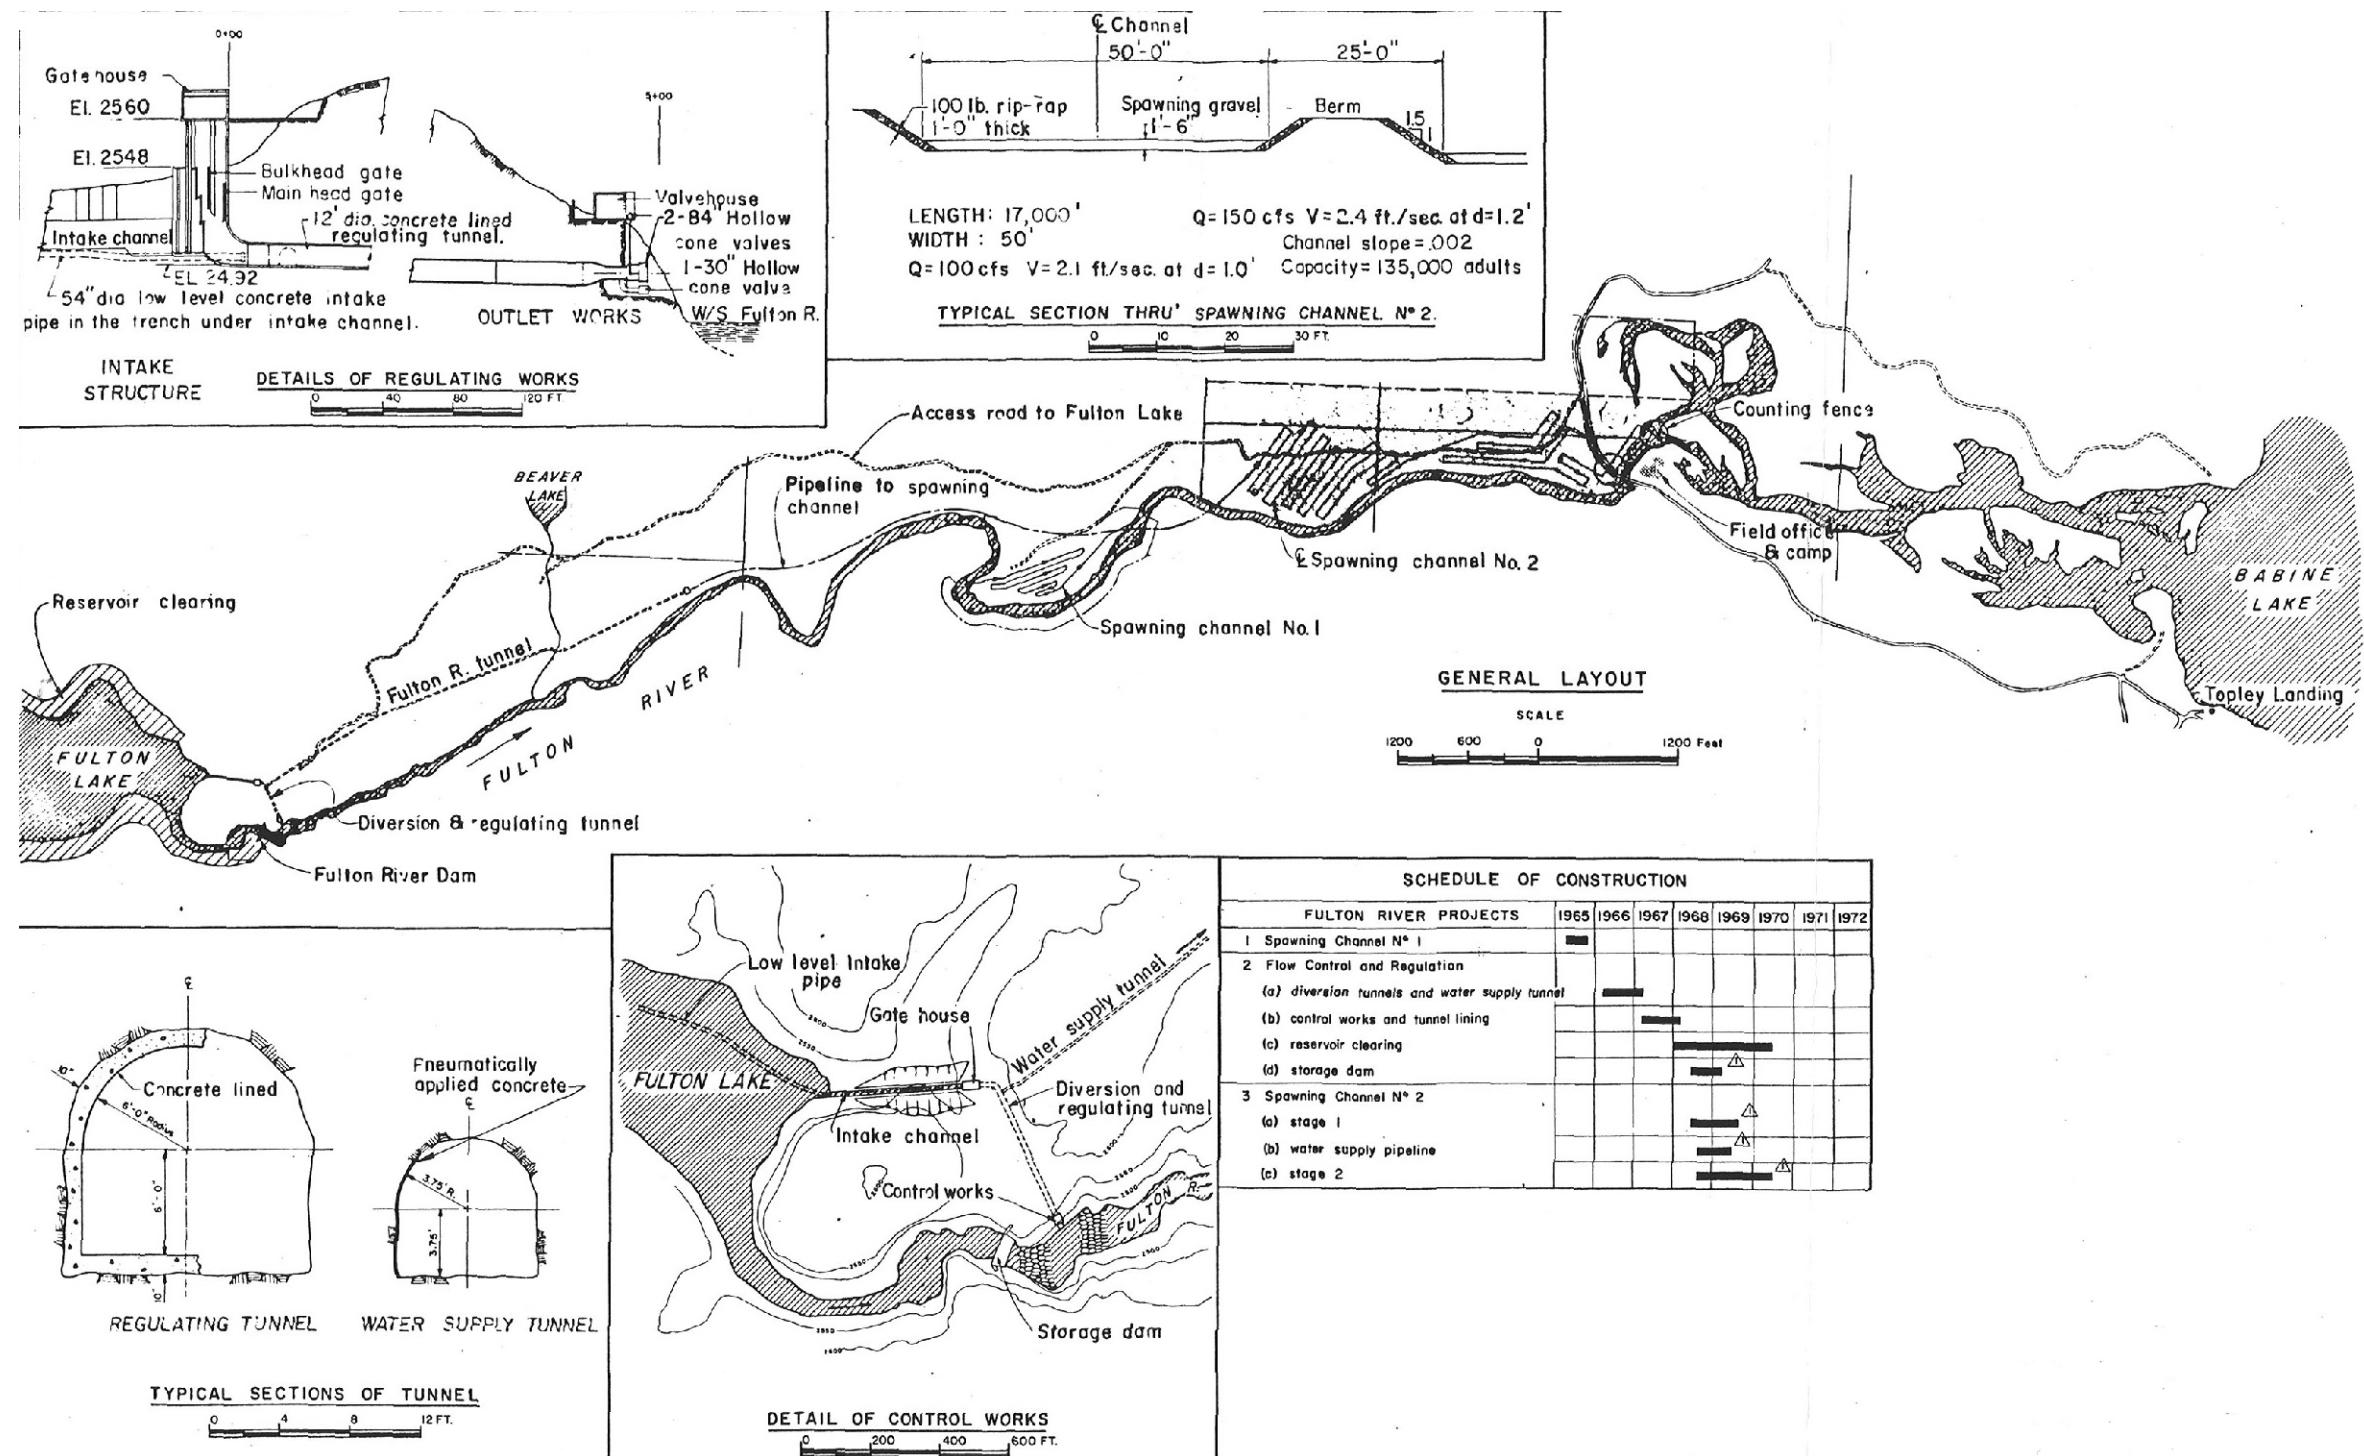 0+00
Gatehouse
El. 2560
El. 2548
Bulkhead gate
Main head gate
12' dia. concrete lined
regulating tunnel.
Intake channel
EL 24.92
54" dia low level concrete intake
pipe in the trench under intake channel.
INTAKE
STRUCTURE
5+00
Valvehouse
2-84" Hollow
cone valves
1-30" Hollow
cone valve
OUTLET WORKS
W/S Fulton R.
DETAILS OF REGULATING WORKS
0 40 80 120 FT.
℄ Channel
50'-0"
25'-0"
100 lb. rip-rap
1'-0" thick
Spawning gravel
1'-6"
Berm
1.5
1
LENGTH: 17,000'
WIDTH : 50'
Q=100 cfs V=2.1 ft/sec. at d=1.0'
Q=150 cfs V=2.4 ft./sec. at d=1.2'
Channel slope=.002
Capacity=135,000 adults
TYPICAL SECTION THRU' SPAWNING CHANNEL Nº 2.
0 10 20 30 FT.
Access road to Fulton Lake
BEAVER
LAKE
Pipeline to spawning
channel
Counting fence
Field office
& camp
℄ Spawning channel No. 2
Spawning channel No. 1
BABINE
LAKE
Topley Landing
Reservoir clearing
Fulton R. tunnel
FULTON RIVER
FULTON
LAKE
Diversion & regulating tunnel
Fulton River Dam
GENERAL LAYOUT
SCALE
1200 600 0 1200 Feet
℄
10"
Concrete lined
6'-0" Radius
6'-0"
10"
REGULATING TUNNEL
Pneumatically
applied concrete
℄
3.75' R.
3.75'
WATER SUPPLY TUNNEL
TYPICAL SECTIONS OF TUNNEL
0 4 8 12 FT.
Low level Intake
pipe
Gate house
Water supply tunnel
FULTON LAKE
Diversion and
regulating tunnel
Intake channel
Control works
FULTON R.
Storage dam
DETAIL OF CONTROL WORKS
0 200 400 600 FT.
SCHEDULE OF CONSTRUCTION
FULTON RIVER PROJECTS 1965 1966 1967 1968 1969 1970 1971 1972
1 Spawning Channel Nº 1
2 Flow Control and Regulation
(a) diversion tunnels and water supply tunnel
(b) control works and tunnel lining
(c) reservoir clearing
(d) storage dam
3 Spawning Channel Nº 2
(a) stage 1
(b) water supply pipeline
(c) stage 2